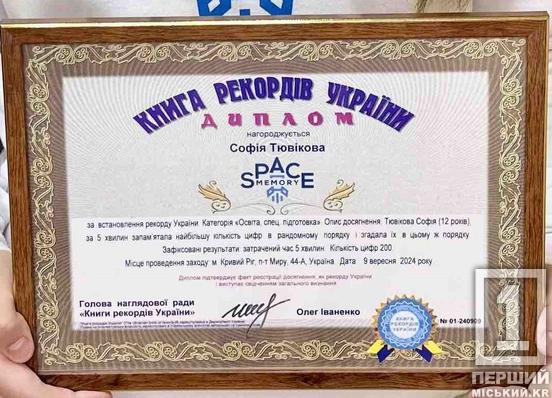 КНИГА РЕКОРДІВ УКРАЇНИ
ДИПЛОМ
нагороджується
Софія Тювікова
SPACE
MEMORY
за встановлення рекорду України Категорія «Освіта, спец. підготовка». Опис досягнення: Тювікова Софія (12 років),
за 5 хвилин запам'ятала найбільшу кількість цифр в рандомному порядку і згадала їх в цьому ж порядку.
Зафіксовані результати: затрачений час 5 хвилин. Кількість цифр 200.
Місце проведення заходу: м. Кривий Ріг, п-т Миру, 44-А, Україна Дата 9 вересня 2024 року
Диплом підтверджує факт реєстрації досягнення, як рекорду України
і виступає свідченням загального визнання
Голова наглядової ради
«Книги рекордів України»
Олег Іваненко
КНИГА
РЕКОРДІВ
УКРАЇНИ
№ 01-240909
1
ПЕРШИЙ
МІСЬКИЙ.KR